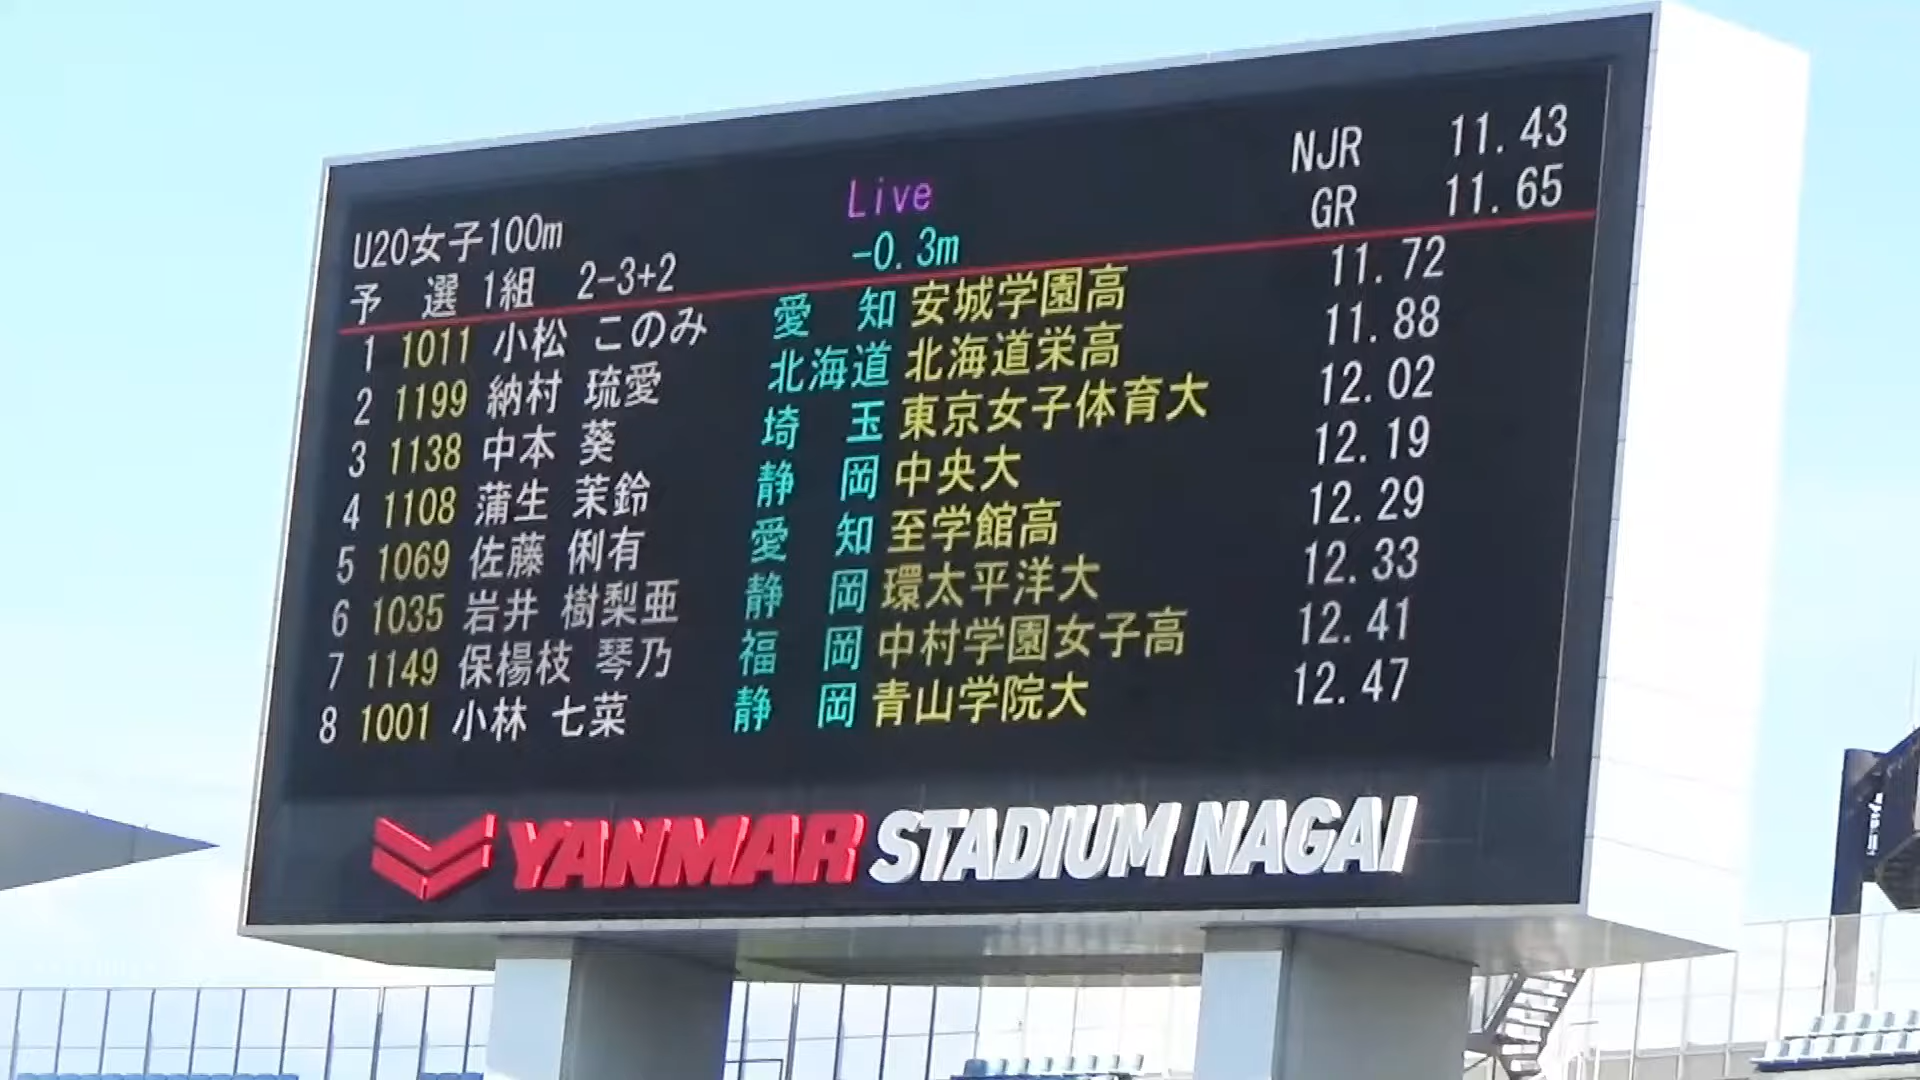 Live
NJR 11.43
U20女子100m
GR 11.65
予 選 1組 2-3+2 -0.3m
1 1011 小松 このみ 愛 知 安城学園高 11.72
2 1199 納村 琉愛 北海道 北海道栄高 11.88
3 1138 中本 葵 埼 玉 東京女子体育大 12.02
4 1108 蒲生 茉鈴 静 岡 中央大 12.19
5 1069 佐藤 俐有 愛 知 至学館高 12.29
6 1035 岩井 樹梨亜 静 岡 環太平洋大 12.33
7 1149 保楊枝 琴乃 福 岡 中村学園女子高 12.41
8 1001 小林 七菜 静 岡 青山学院大 12.47
YANMAR STADIUM NAGAI